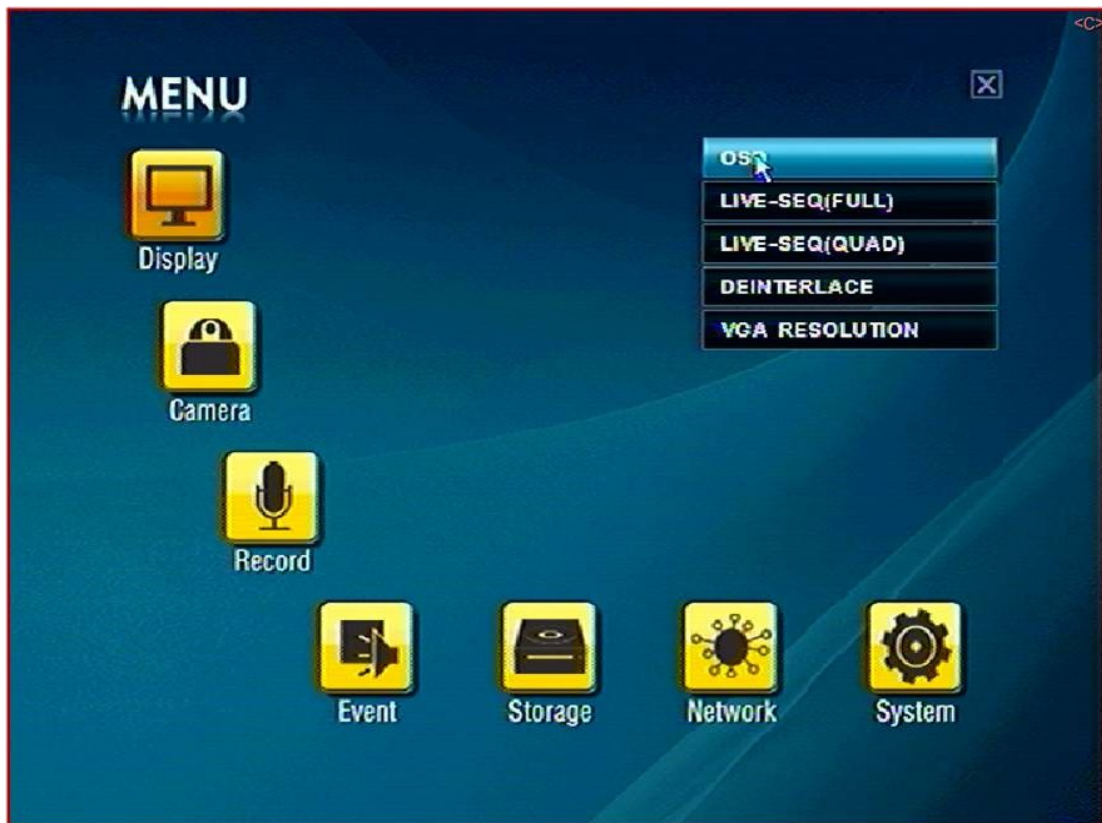 <C>
MENU
OSD
LIVE-SEQ(FULL)
LIVE-SEQ(QUAD)
DEINTERLACE
VGA RESOLUTION
Display
Camera
Record
Event
Storage
Network
System